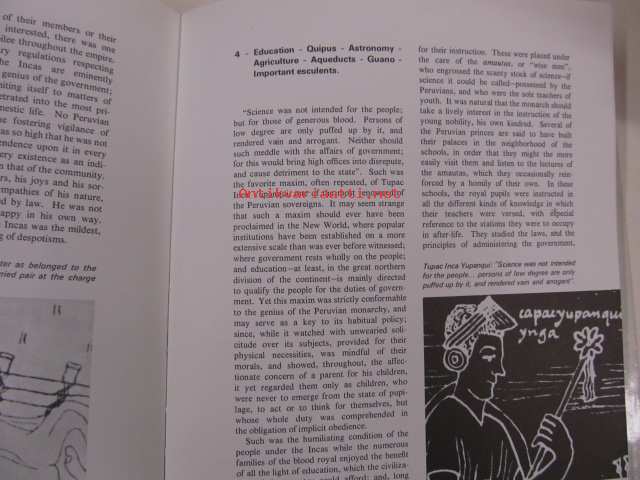 of their members or their
interested, there was one
ilee throughout the empire.
ry regulations respecting
he Incas are eminently
genius of the government;
miting itself to matters of
etrated into the most pri-
mestic life. No Peruvian
e fostering vigilance of
as so high that he was not
endence upon it in every
ery existence as an indi-
n that of the community.
es, his joys and his sor-
mpathies of his nature,
ed by law. He was not
appy in his own way.
e Incas was the mildest,
ng of despotisms.
ter as belonged to the
ried pair at the charge
4 - Education - Quipus - Astronomy -
Agriculture - Aqueducts - Guano -
Important esculents.
"Science was not intended for the people;
but for those of generous blood. Persons of
low degree are only puffed up by it, and
rendered vain and arrogant. Neither should
such meddle with the affairs of government;
for this would bring high offices into disrepute,
and cause detriment to the state". Such was
the favorite maxim, often repeated, of Tupac
Inca Yupanqui, one of the most renowned of
the Peruvian sovereigns. It may seem strange
that such a maxim should ever have been
proclaimed in the New World, where popular
institutions have been established on a more
extensive scale than was ever before witnessed;
where government rests wholly on the people;
and education—at least, in the great northern
division of the continent—is mainly directed
to qualify the people for the duties of govern-
ment. Yet this maxim was strictly conformable
to the genius of the Peruvian monarchy, and
may serve as a key to its habitual policy;
since, while it watched with unwearied soli-
citude over its subjects, provided for their
physical necessities, was mindful of their
morals, and showed, throughout, the affec-
tionate concern of a parent for his children,
it yet regarded them only as children, who
were never to emerge from the state of pupi-
lage, to act or to think for themselves, but
whose whole duty was comprehended in
the obligation of implicit obedience.
Such was the humiliating condition of the
people under the Incas while the numerous
families of the blood royal enjoyed the benefit
of all the light of education, which the civiliza-
could afford; and, long
for their instruction. These were placed under
the care of the amautas, or "wise men",
who engrossed the scanty stock of science—if
science it could be called—possessed by the
Peruvians, and who were the sole teachers of
youth. It was natural that the monarch should
take a lively interest in the instruction of the
young nobility, his own kindred. Several of
the Peruvian princes are said to have built
their palaces in the neighborhood of the
schools, in order that they might the more
easily visit them and listen to the lectures of
the amautas, which they occasionally rein-
forced by a homily of their own. In these
schools, the royal pupils were instructed in
all the different kinds of knowledge in which
their teachers were versed, with especial
reference to the stations they were to occupy
in after-life. They studied the laws, and the
principles of administering the government,
Tupac Inca Yupanqui: "Science was not intended
for the people... persons of low degree are only
puffed up by it, and rendered vain and arrogant".
capacyupanqui
ynga